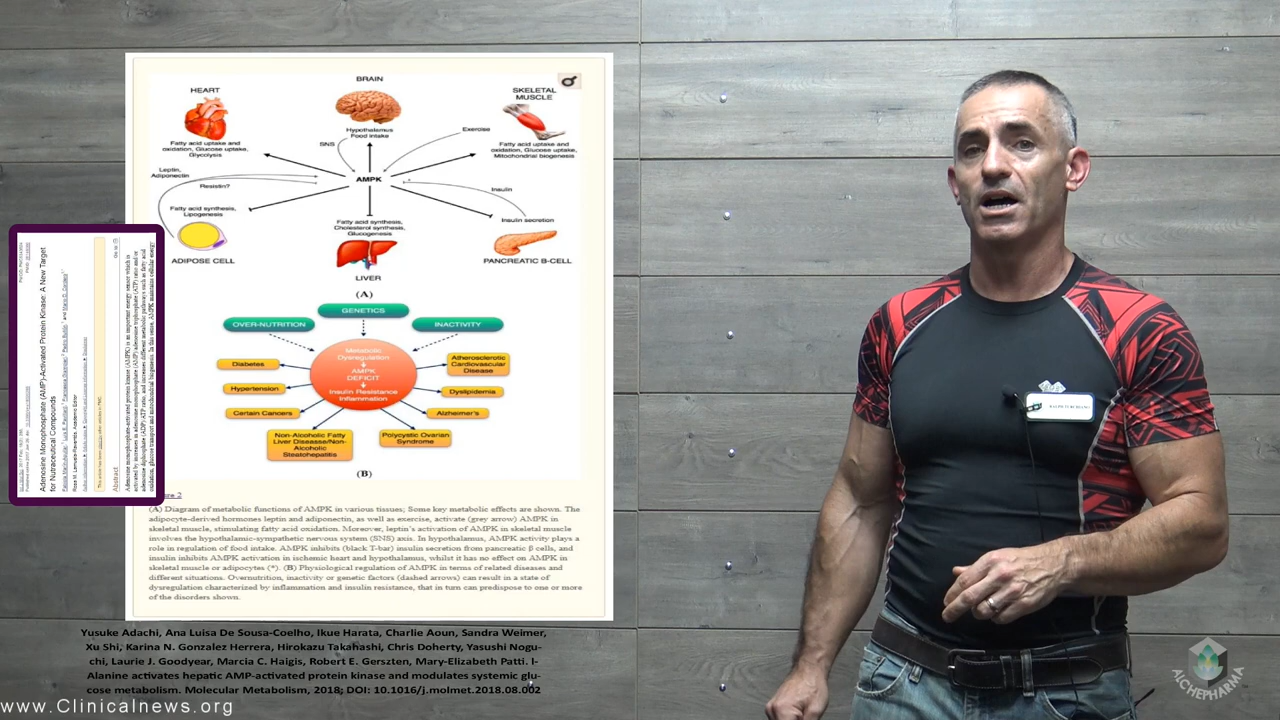 BRAIN
HEART
SKELETAL
MUSCLE
Hypothalamus
Food intake
Exercise
SNS
Fatty acid uptake and
oxidation, Glucose uptake,
Glycolysis
Fatty acid uptake and
oxidation, Glucose uptake,
Mitochondrial biogenesis
Leptin,
Adiponectin
Resistin?
AMPK
Insulin
Fatty acid synthesis,
Lipogenesis
Fatty acid synthesis,
Cholesterol synthesis,
Glucogenesis
Insulin secretion
ADIPOSE CELL
PANCREATIC B-CELL
LIVER
(A)
GENETICS
OVER-NUTRITION
INACTIVITY
Metabolic
Dysregulation
AMPK
DEFICIT
Insulin Resistance
Inflammation
Diabetes
Hypertension
Certain Cancers
Non-Alcoholic Fatty
Liver Disease/Non-
Alcoholic
Steatohepatitis
Atherosclerotic
Cardiovascular
Disease
Dyslipidemia
Alzheimer's
Polycystic Ovarian
Syndrome
(B)
(A) Diagram of metabolic functions of AMPK in various tissues; Some key metabolic effects are shown. The
adipocyte-derived hormones leptin and adiponectin, as well as exercise, activate (grey arrow) AMPK in
skeletal muscle, stimulating fatty acid oxidation. Moreover, leptin's activation of AMPK in skeletal muscle
involves the hypothalamic-sympathetic nervous system (SNS) axis. In hypothalamus, AMPK activity plays a
role in regulation of food intake. AMPK inhibits (black T-bar) insulin secretion from pancreatic β cells, and
insulin inhibits AMPK activation in ischemic heart and hypothalamus, whilst it has no effect on AMPK in
skeletal muscle or adipocytes (*). (B) Physiological regulation of AMPK in terms of related diseases and
different situations. Overnutrition, inactivity or genetic factors (dashed arrows) can result in a state of
dysregulation characterized by inflammation and insulin resistance, that in turn can predispose to one or more
of the disorders shown.
Adenosine Monophosphate (AMP)-Activated Protein Kinase: A New Target
for Nutraceutical Compounds
Abstract
Yusuke Adachi, Ana Luisa De Sousa-Coelho, Ikue Harata, Charlie Aoun, Sandra Weimer,
Xu Shi, Karina N. Gonzalez Herrera, Hirokazu Takahashi, Chris Doherty, Yasushi Nogu-
chi, Laurie J. Goodyear, Marcia C. Haigis, Robert E. Gerszten, Mary-Elizabeth Patti. l-
Alanine activates hepatic AMP-activated protein kinase and modulates systemic glu-
cose metabolism. Molecular Metabolism, 2018; DOI: 10.1016/j.molmet.2018.08.002
www.Clinicalnews.org
ALCHEPHARMA